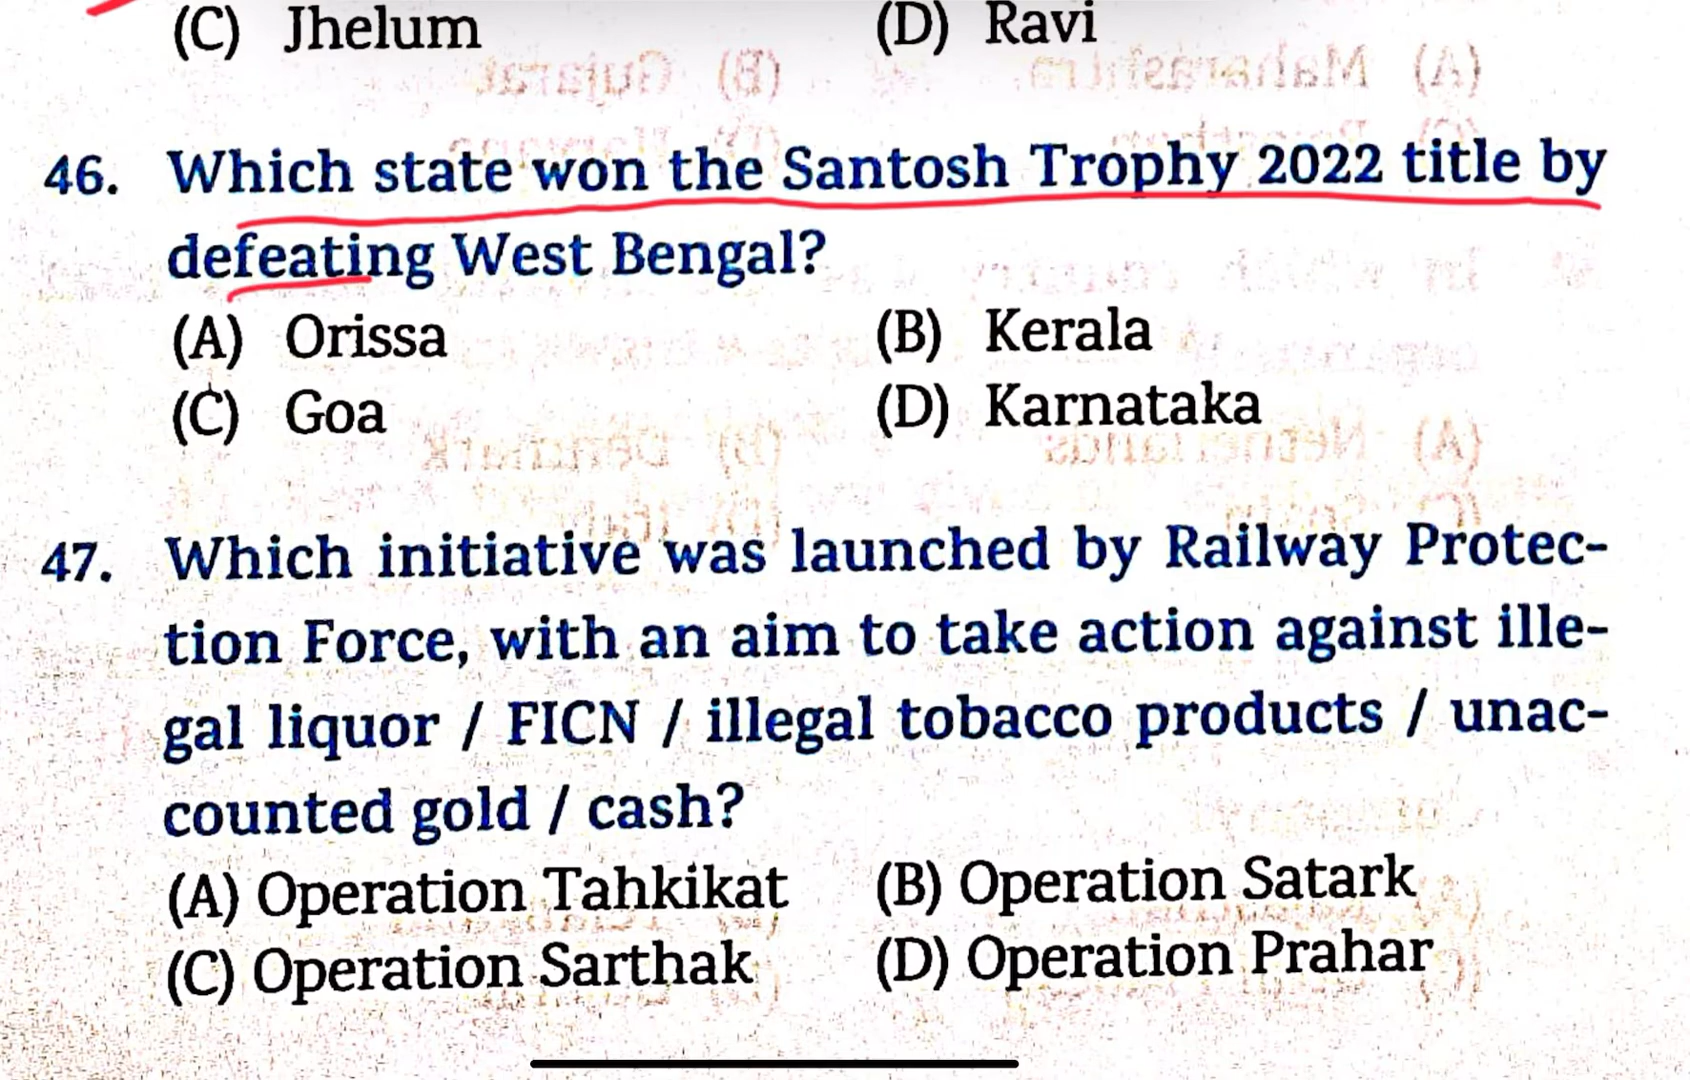 (C) Jhelum (D) Ravi
46. Which state won the Santosh Trophy 2022 title by
defeating West Bengal?
(A) Orissa (B) Kerala
(C) Goa (D) Karnataka
47. Which initiative was launched by Railway Protec-
tion Force, with an aim to take action against ille-
gal liquor / FICN / illegal tobacco products / unac-
counted gold / cash?
(A) Operation Tahkikat (B) Operation Satark
(C) Operation Sarthak (D) Operation Prahar